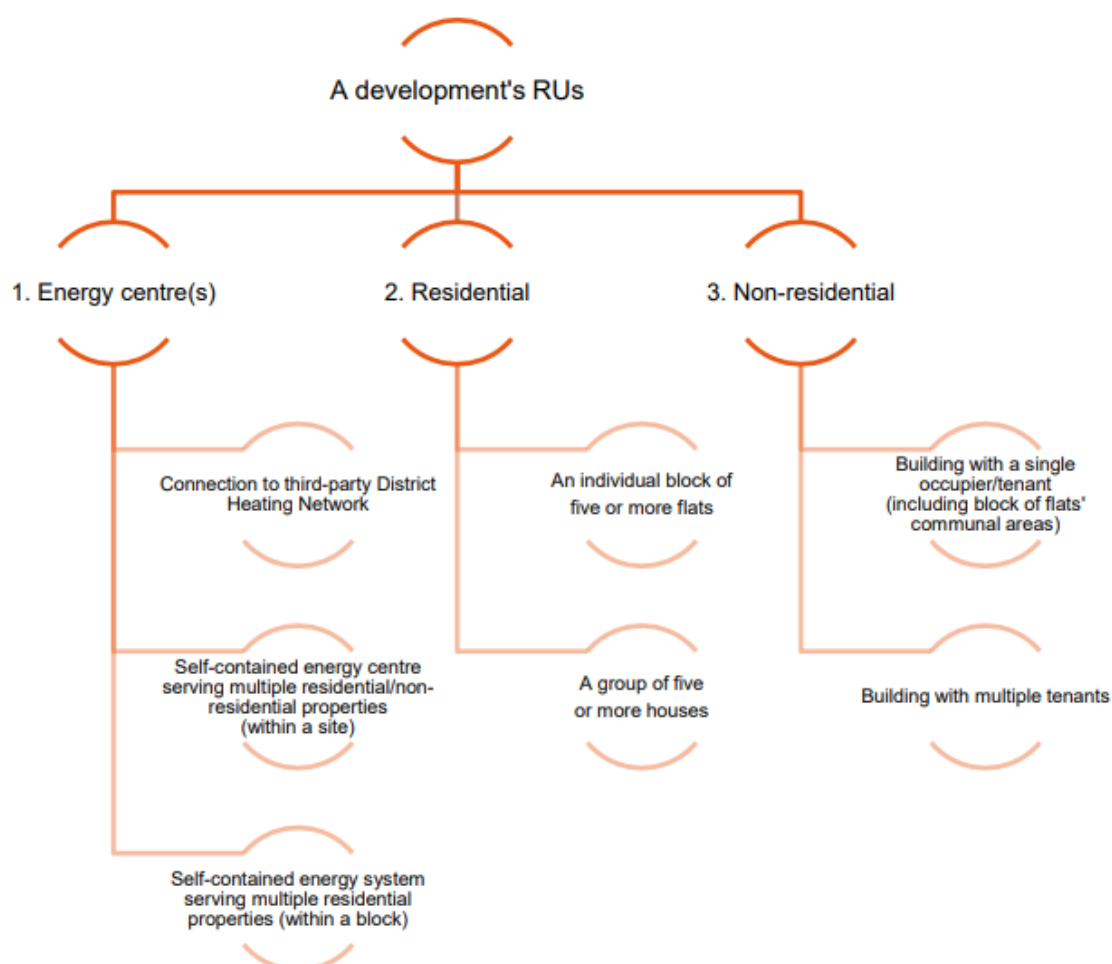 A development's RUs
1. Energy centre(s)
2. Residential
3. Non-residential
Connection to third-party District
Heating Network
An individual block of
five or more flats
Building with a single
occupier/tenant
(including block of flats'
communal areas)
Self-contained energy centre
serving multiple residential/non-
residential properties
(within a site)
A group of five
or more houses
Building with multiple tenants
Self-contained energy system
serving multiple residential
properties (within a block)